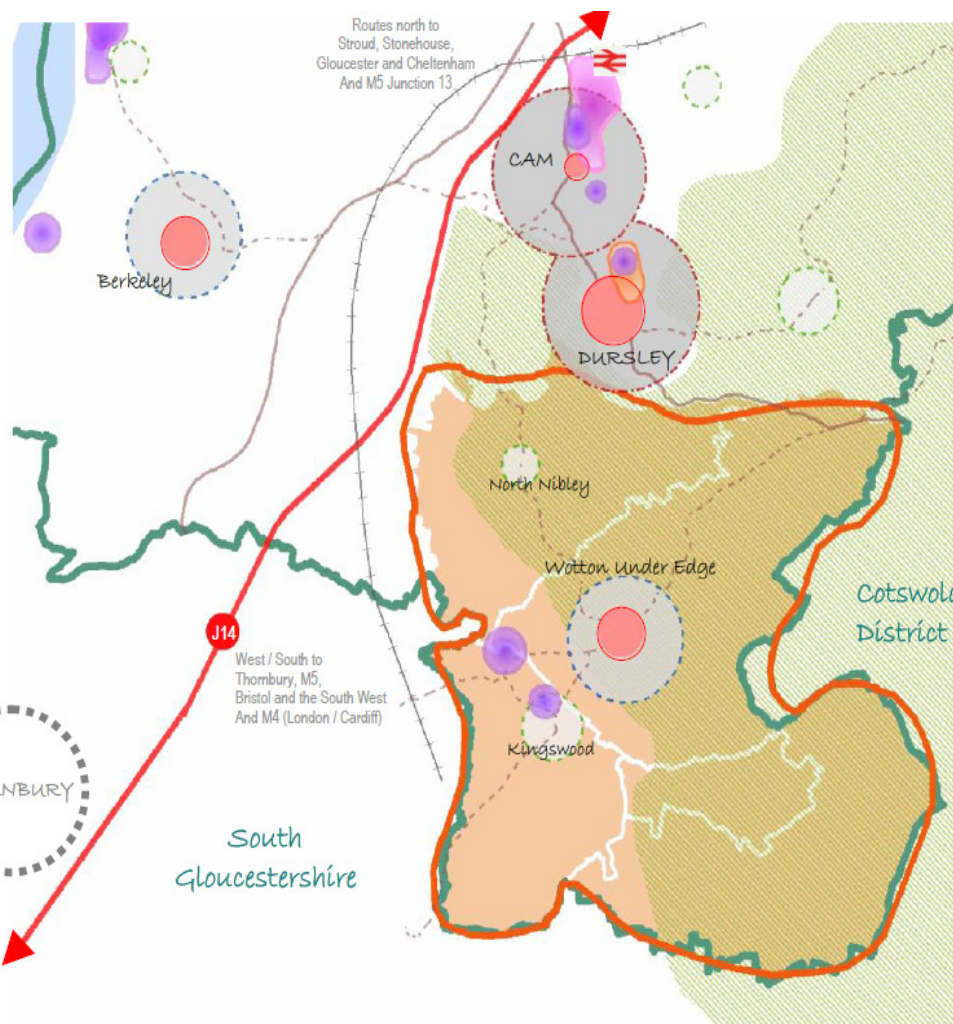 Routes north to
Stroud, Stonehouse,
Gloucester and Cheltenham
And M5 Junction 13
CAM
Berkeley
DURSLEY
North Nibley
Wotton Under Edge
Cotswold
District
J14
West / South to
Thornbury, M5,
Bristol and the South West
And M4 (London / Cardiff)
Kingswood
NBURY
South
Gloucestershire